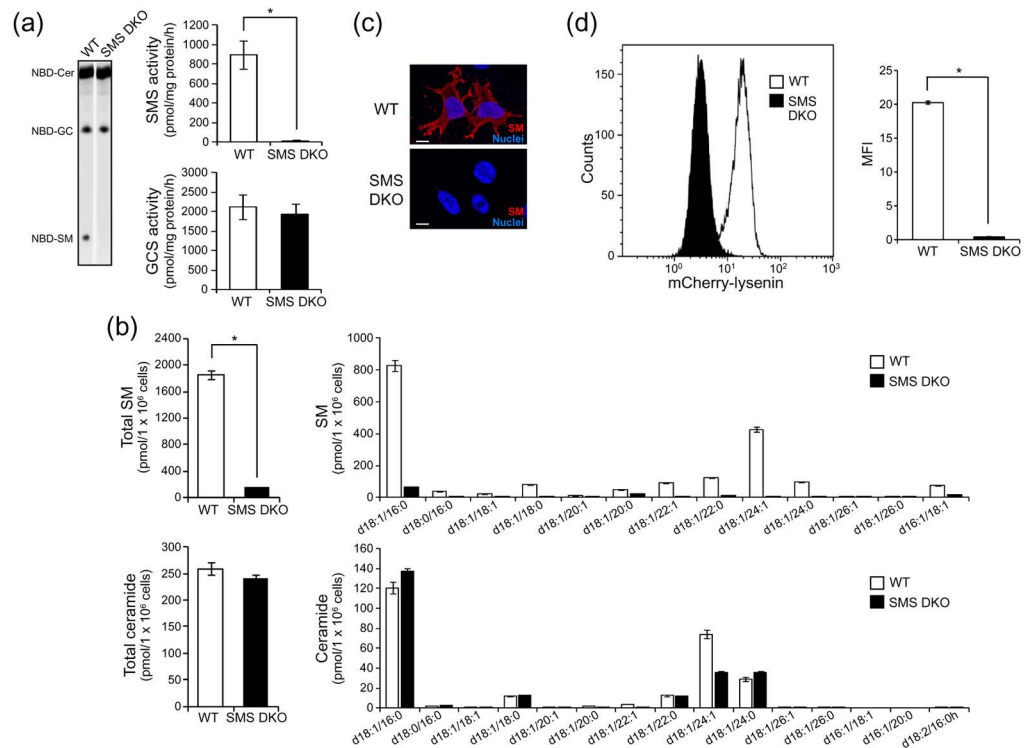 (a)
WT
SMS DKO
NBD-Cer
NBD-GC
NBD-SM
SMS activity
(pmol/mg protein/h)
1200
1000
800
600
400
200
0
*
WT
SMS DKO
GCS activity
(pmol/mg protein/h)
3000
2500
2000
1500
1000
500
0
WT
SMS DKO
(c)
WT
SM
Nuclei
SMS
DKO
SM
Nuclei
(d)
Counts
150
100
50
0
10⁰
10¹
10²
10³
mCherry-lysenin
WT
SMS
DKO
MFI
25
20
15
10
5
0
*
WT
SMS DKO
(b)
Total SM
(pmol/1 x 10⁶ cells)
2400
2000
1600
1200
800
400
0
*
WT
SMS DKO
SM
(pmol/1 x 10⁶ cells)
1000
800
600
400
200
0
WT
SMS DKO
d18:1/16:0
d18:0/16:0
d18:1/18:1
d18:1/18:0
d18:1/20:1
d18:1/20:0
d18:1/22:1
d18:1/22:0
d18:1/24:1
d18:1/24:0
d18:1/26:1
d18:1/26:0
d16:1/18:1
Total ceramide
(pmol/1 x 10⁶ cells)
300
250
200
150
100
50
0
WT
SMS DKO
Ceramide
(pmol/1 x 10⁶ cells)
160
140
120
100
80
60
40
20
0
WT
SMS DKO
d18:1/16:0
d18:0/16:0
d18:1/18:1
d18:1/18:0
d18:1/20:1
d18:1/20:0
d18:1/22:1
d18:1/22:0
d18:1/24:1
d18:1/24:0
d18:1/26:1
d18:1/26:0
d16:1/18:1
d16:1/20:0
d18:2/16:0h